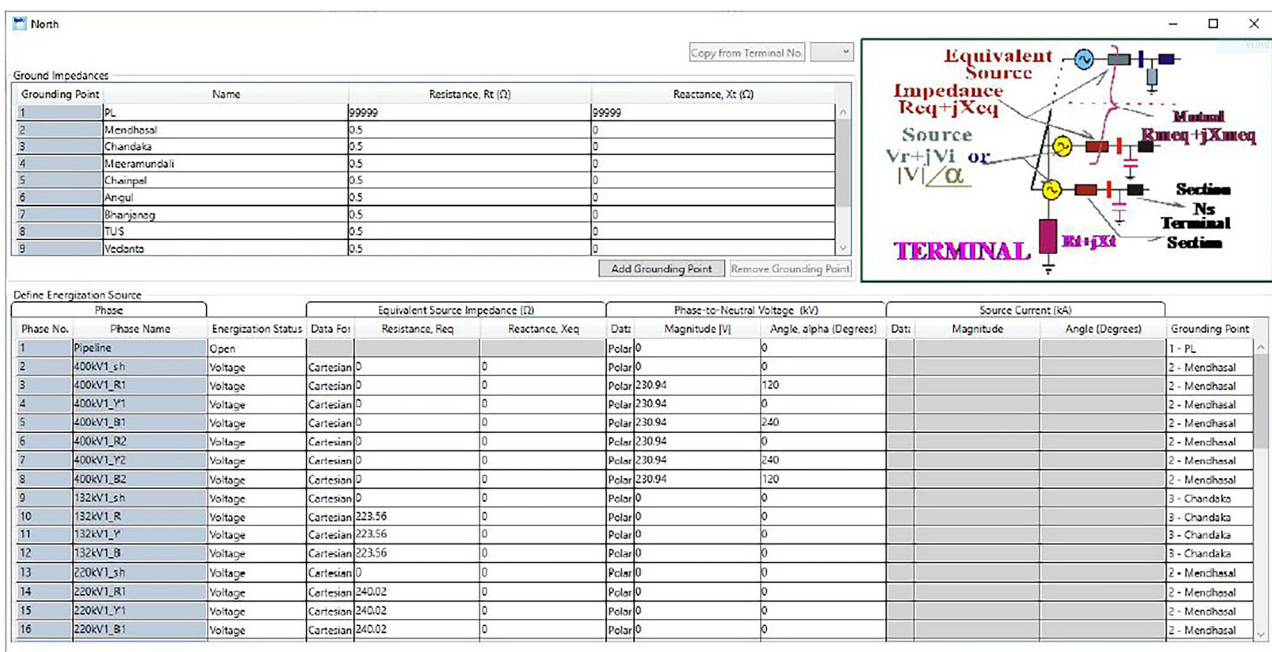 North
Copy from Terminal No.
Ground Impedances
Grounding Point Name Resistance, Rt (Ω) Reactance, Xt (Ω)
1 PL 99999 99999
2 Mendhasal 0.5 0
3 Chandaka 0.5 0
4 Meeramundali 0.5 0
5 Chainpal 0.5 0
6 Angul 0.5 0
7 Bhanjanag 0.5 0
8 TUS 0.5 0
9 Vedanta 0.5 0
Add Grounding Point Remove Grounding Point
Equivalent
Source
Impedance
Req+jXeq
Mutual
Rmeq+jXmeq
Source
Vr+jVi or
|V|/α
Section
Ns
Terminal
Section
TERMINAL Rt+jXt
Define Energization Source
Phase Equivalent Source Impedance (Ω) Phase-to-Neutral Voltage (kV) Source Current (kA)
Phase No. Phase Name Energization Status Data For Resistance, Req Reactance, Xeq Data Magnitude |V| Angle, alpha (Degrees) Data Magnitude Angle (Degrees) Grounding Point
1 Pipeline Open Polar 0 0 1 - PL
2 400kV1_sh Voltage Cartesian 0 0 Polar 0 0 2 - Mendhasal
3 400kV1_R1 Voltage Cartesian 0 0 Polar 230.94 120 2 - Mendhasal
4 400kV1_Y1 Voltage Cartesian 0 0 Polar 230.94 0 2 - Mendhasal
5 400kV1_B1 Voltage Cartesian 0 0 Polar 230.94 240 2 - Mendhasal
6 400kV1_R2 Voltage Cartesian 0 0 Polar 230.94 0 2 - Mendhasal
7 400kV1_Y2 Voltage Cartesian 0 0 Polar 230.94 240 2 - Mendhasal
8 400kV1_B2 Voltage Cartesian 0 0 Polar 230.94 120 2 - Mendhasal
9 132kV1_sh Voltage Cartesian 0 0 Polar 0 0 3 - Chandaka
10 132kV1_R Voltage Cartesian 223.56 0 Polar 0 0 3 - Chandaka
11 132kV1_Y Voltage Cartesian 223.56 0 Polar 0 0 3 - Chandaka
12 132kV1_B Voltage Cartesian 223.56 0 Polar 0 0 3 - Chandaka
13 220kV1_sh Voltage Cartesian 0 0 Polar 0 0 2 - Mendhasal
14 220kV1_R1 Voltage Cartesian 240.02 0 Polar 0 0 2 - Mendhasal
15 220kV1_Y1 Voltage Cartesian 240.02 0 Polar 0 0 2 - Mendhasal
16 220kV1_B1 Voltage Cartesian 240.02 0 Polar 0 0 2 - Mendhasal